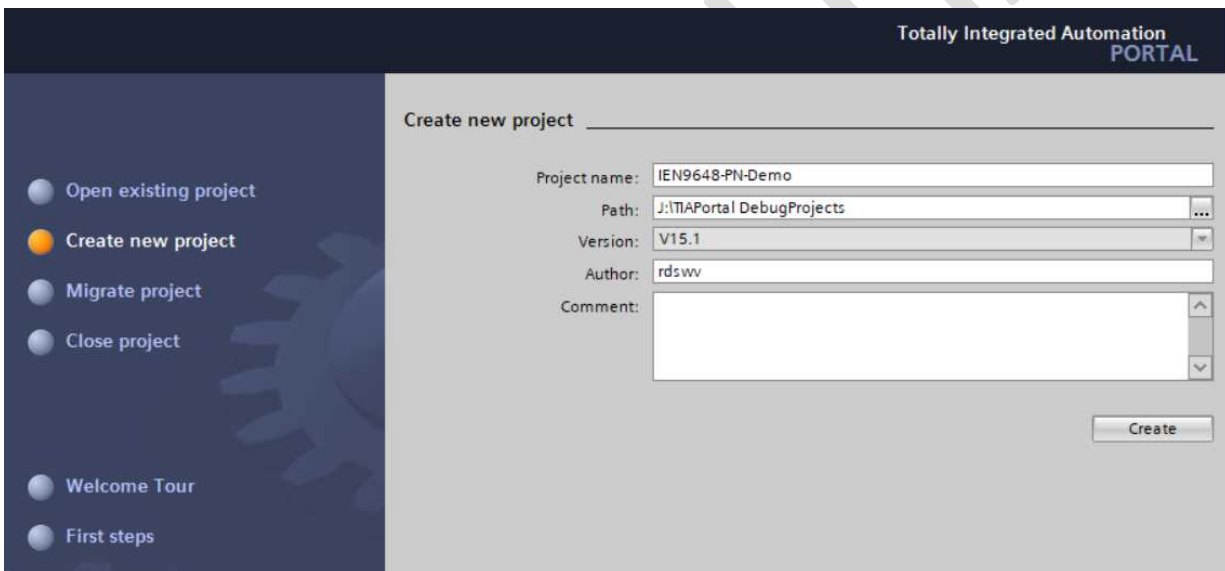 Totally Integrated Automation
PORTAL
Open existing project
Create new project
Migrate project
Close project
Welcome Tour
First steps
Create new project
Project name: IEN9648-PN-Demo
Path: J:\TIAPortal DebugProjects ...
Version: V15.1
Author: rdswv
Comment:
Create